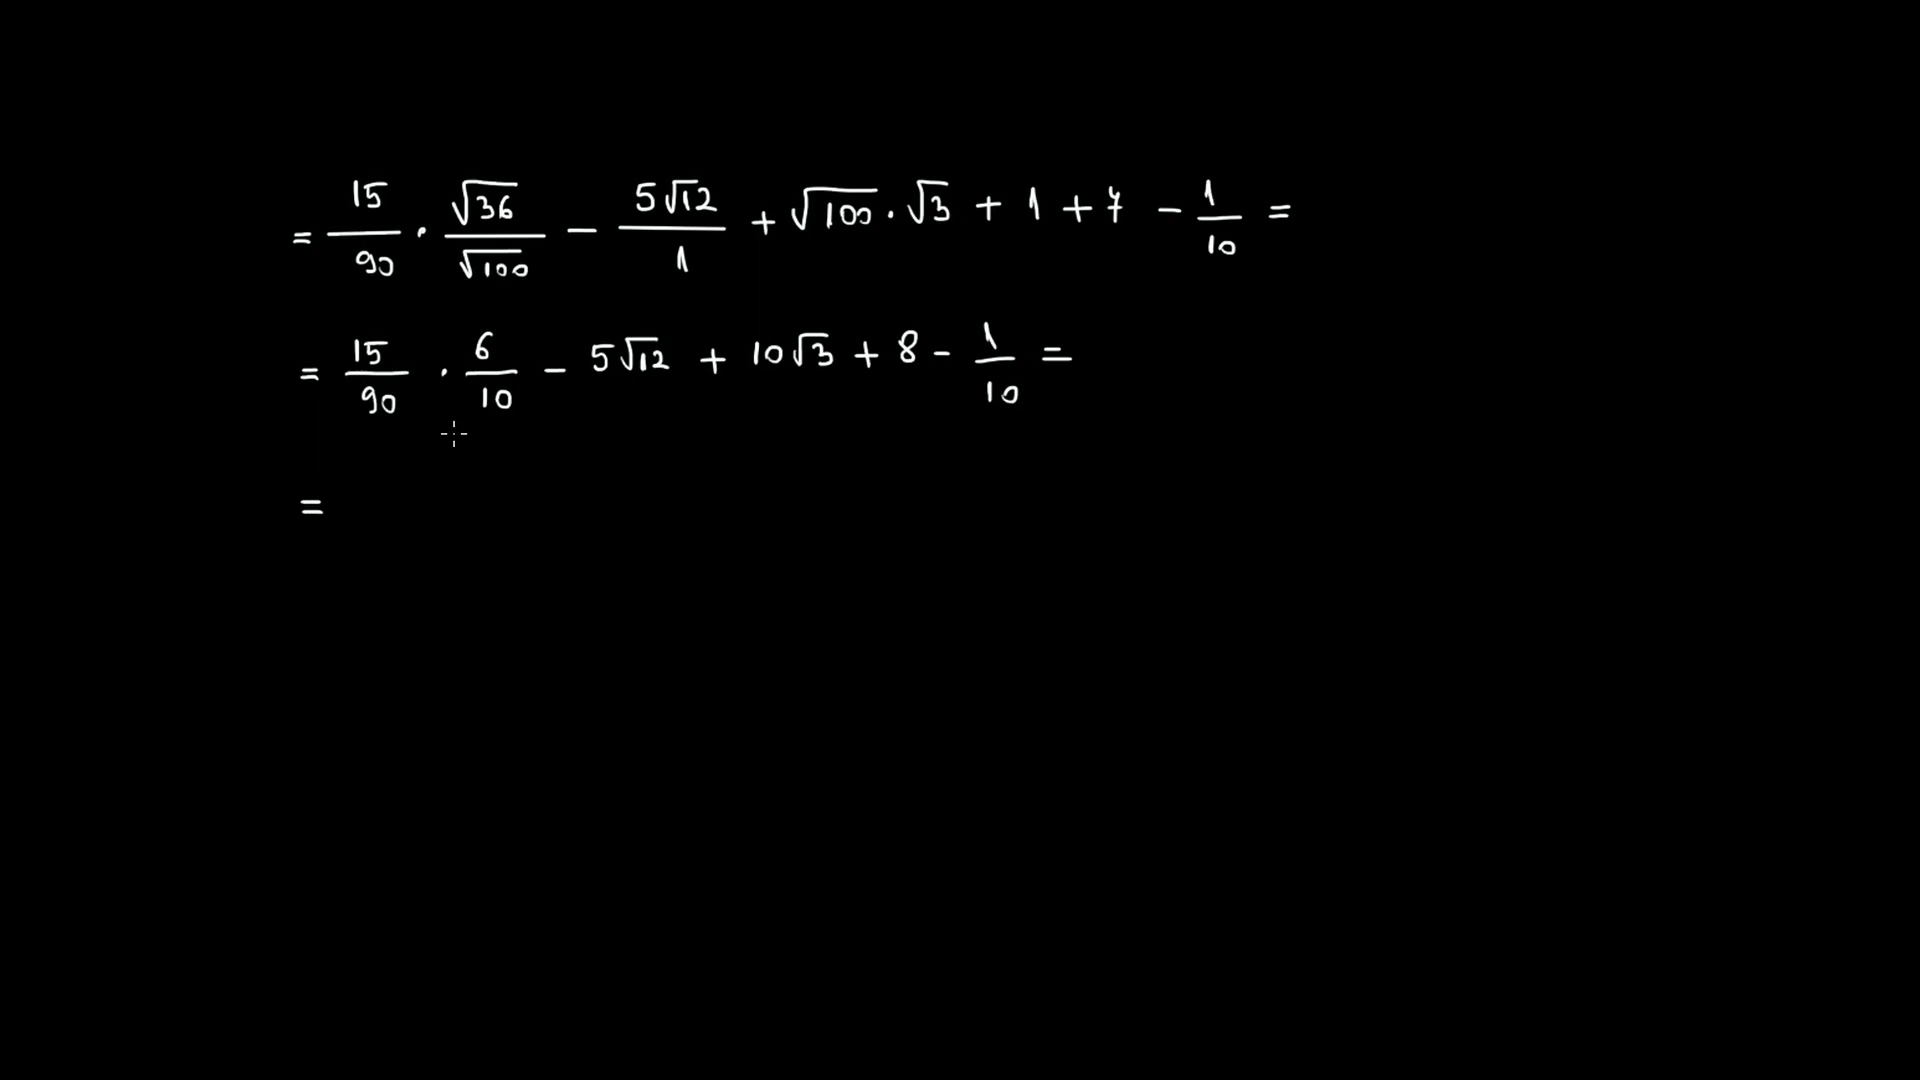 = 15/90 · √36/√100 − 5√12/1 + √100 · √3 + 1 + 7 − 1/10 =
= 15/90 · 6/10 − 5√12 + 10√3 + 8 − 1/10 =
=